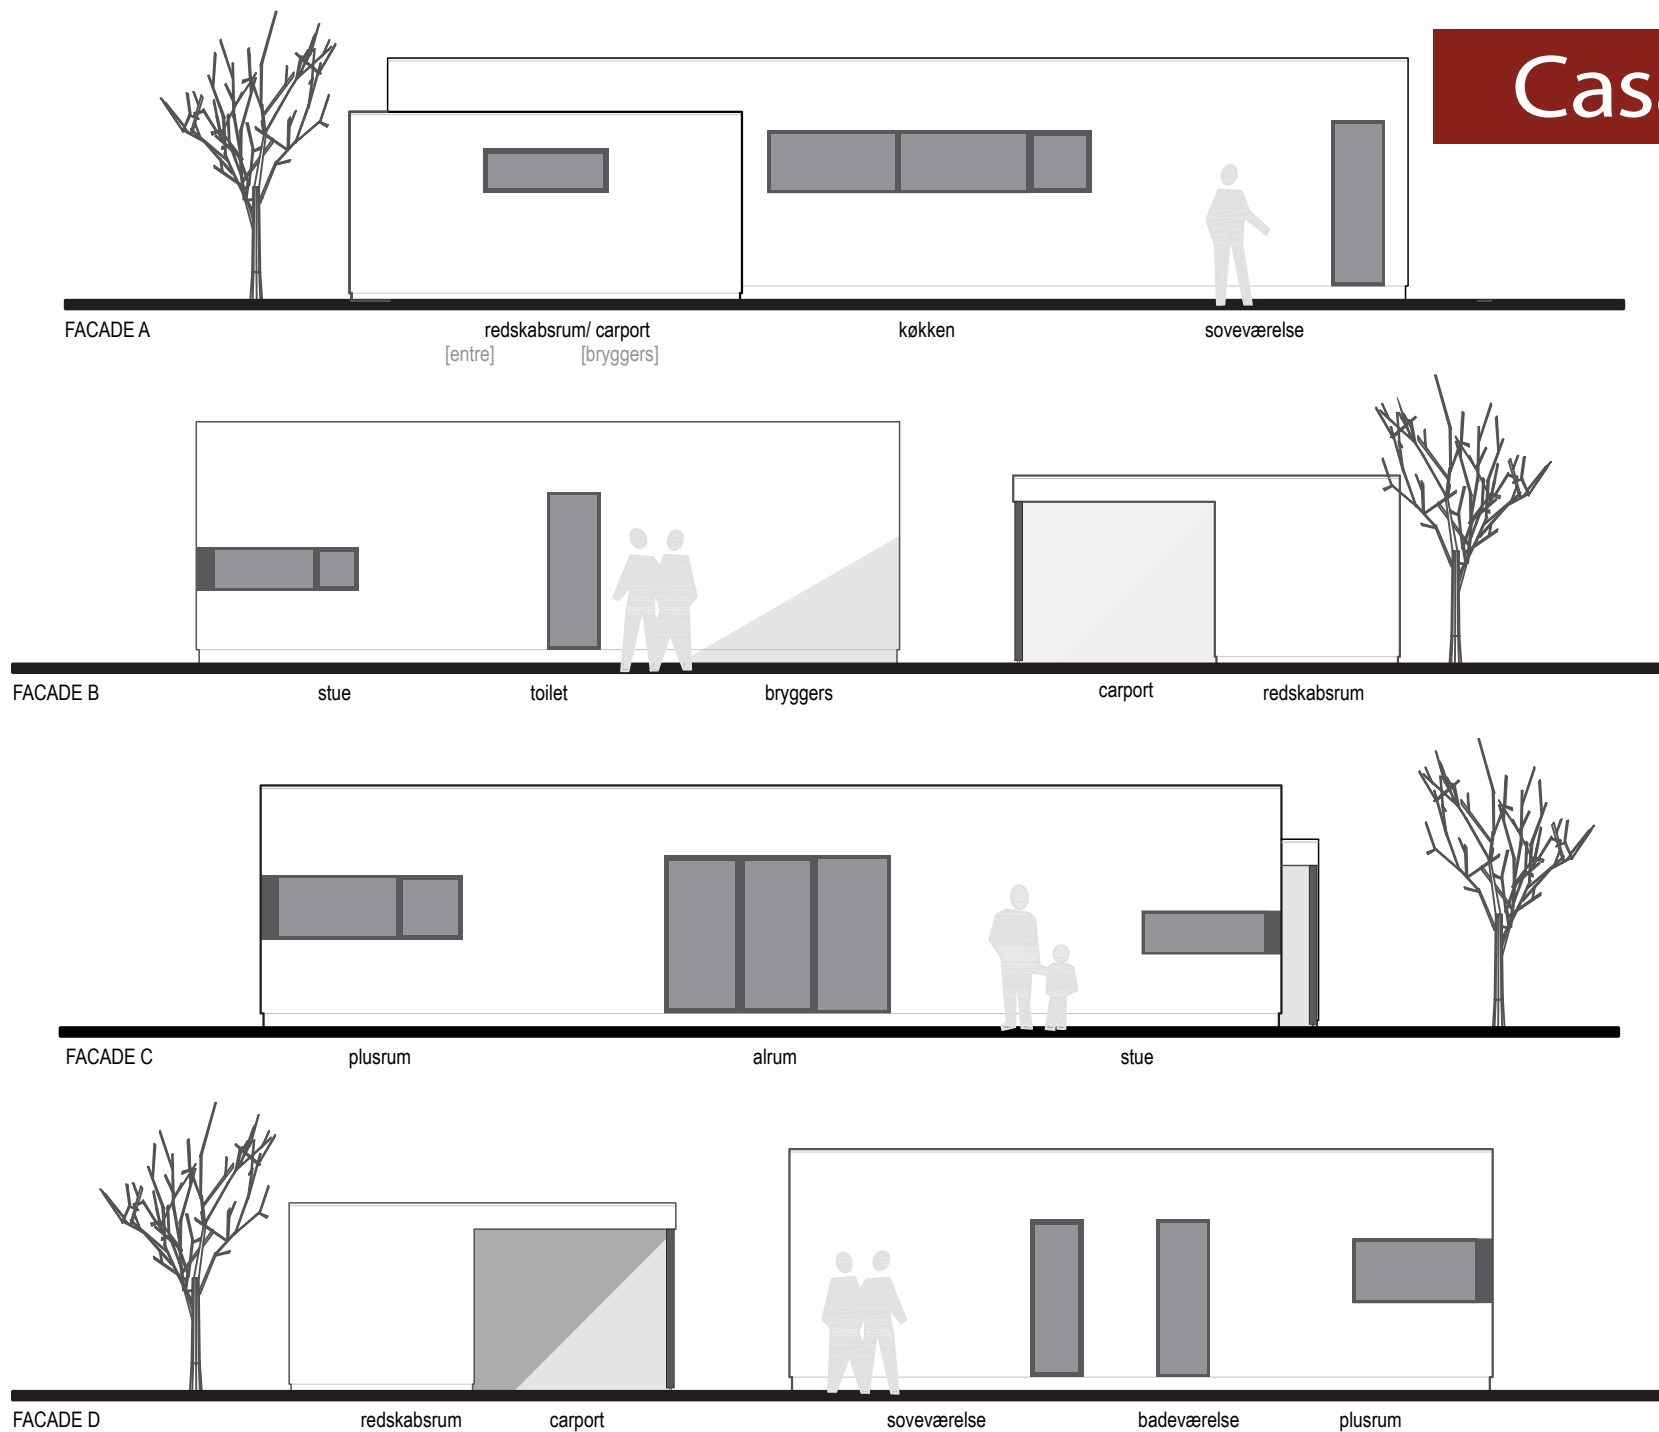 Casa
FACADE A
redskabsrum/ carport
køkken
soveværelse
[entre]
[bryggers]
FACADE B
stue
toilet
bryggers
carport
redskabsrum
FACADE C
plusrum
alrum
stue
FACADE D
redskabsrum
carport
soveværelse
badeværelse
plusrum